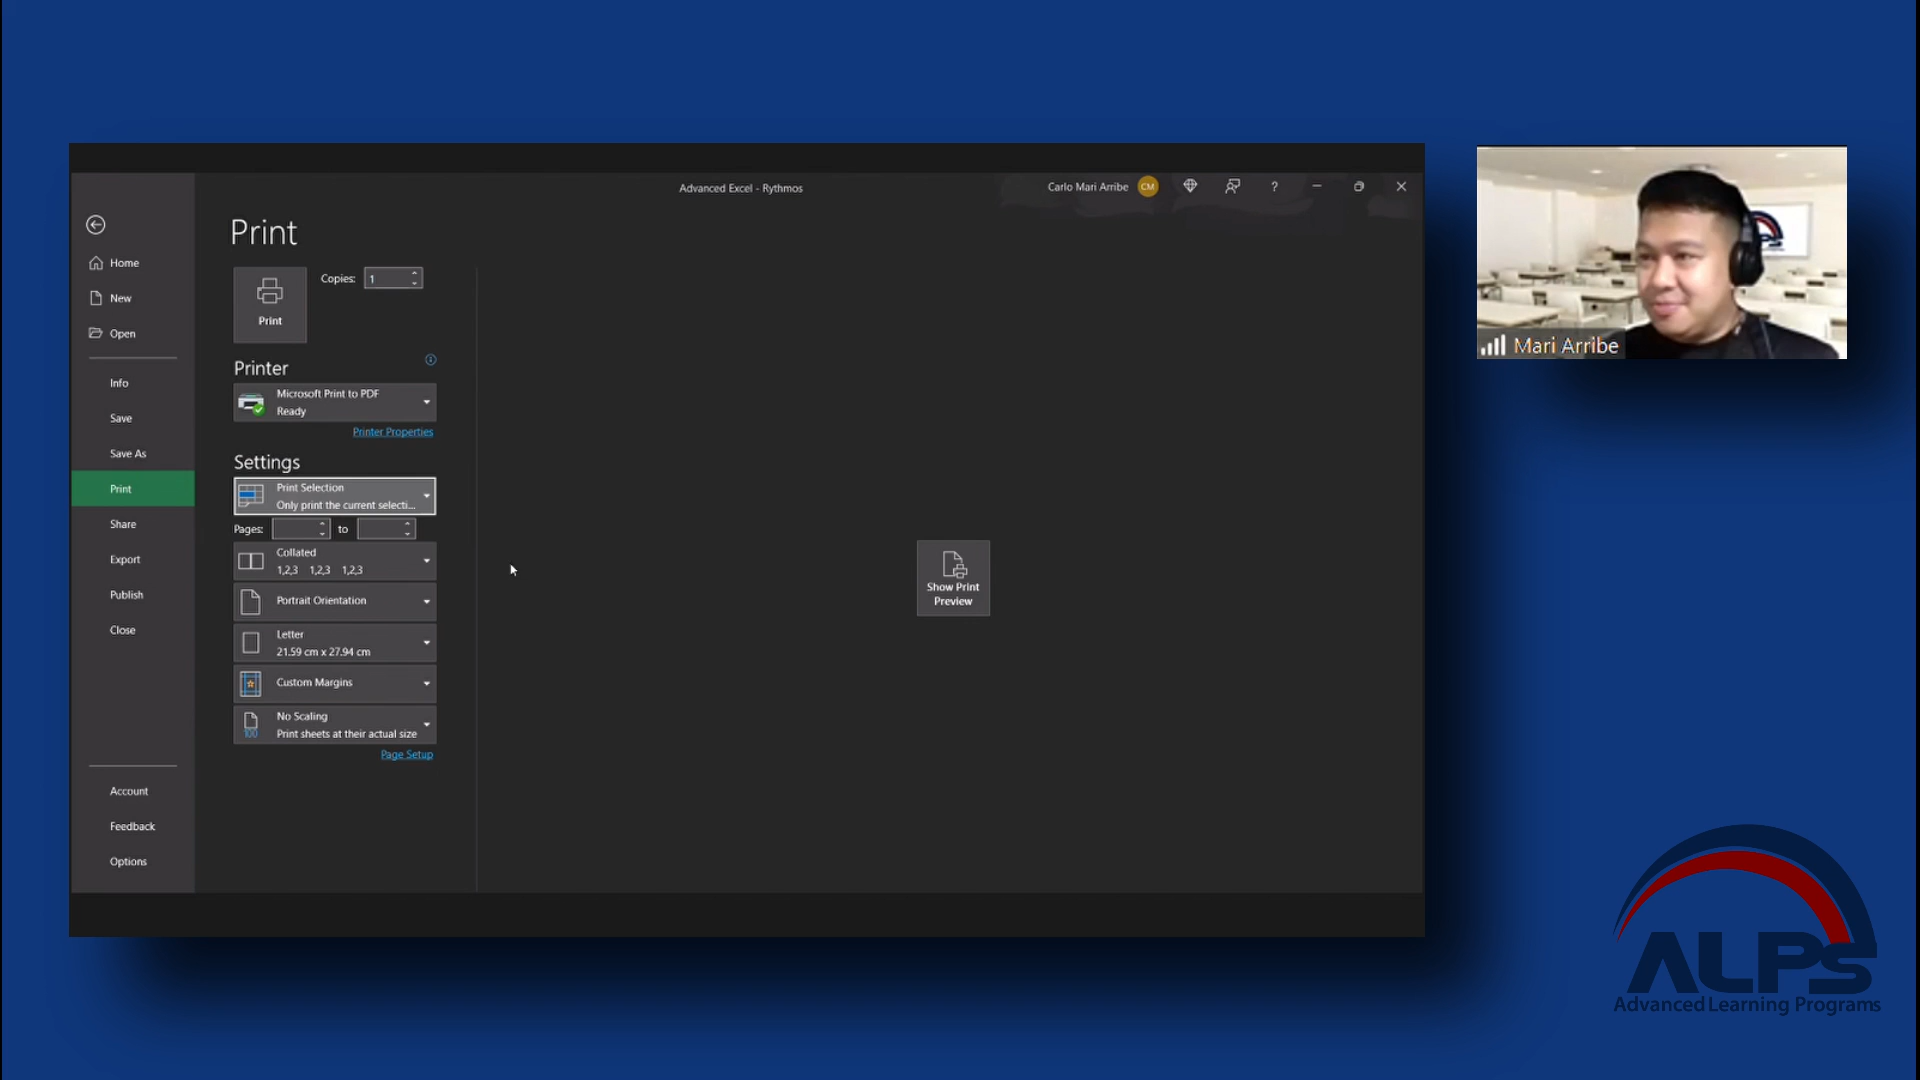 Advanced Excel - Rythmos
Carlo Mari Arribe
CM
?
Home
New
Open
Info
Save
Save As
Print
Share
Export
Publish
Close
Account
Feedback
Options
Print
Print
Copies: 1
Printer
Microsoft Print to PDF
Ready
Printer Properties
Settings
Print Selection
Only print the current selecti...
Pages: to
Collated
1,2,3 1,2,3 1,2,3
Portrait Orientation
Letter
21.59 cm x 27.94 cm
Custom Margins
No Scaling
Print sheets at their actual size
100
Page Setup
Show Print
Preview
Mari Arribe
ALPS
Advanced Learning Programs